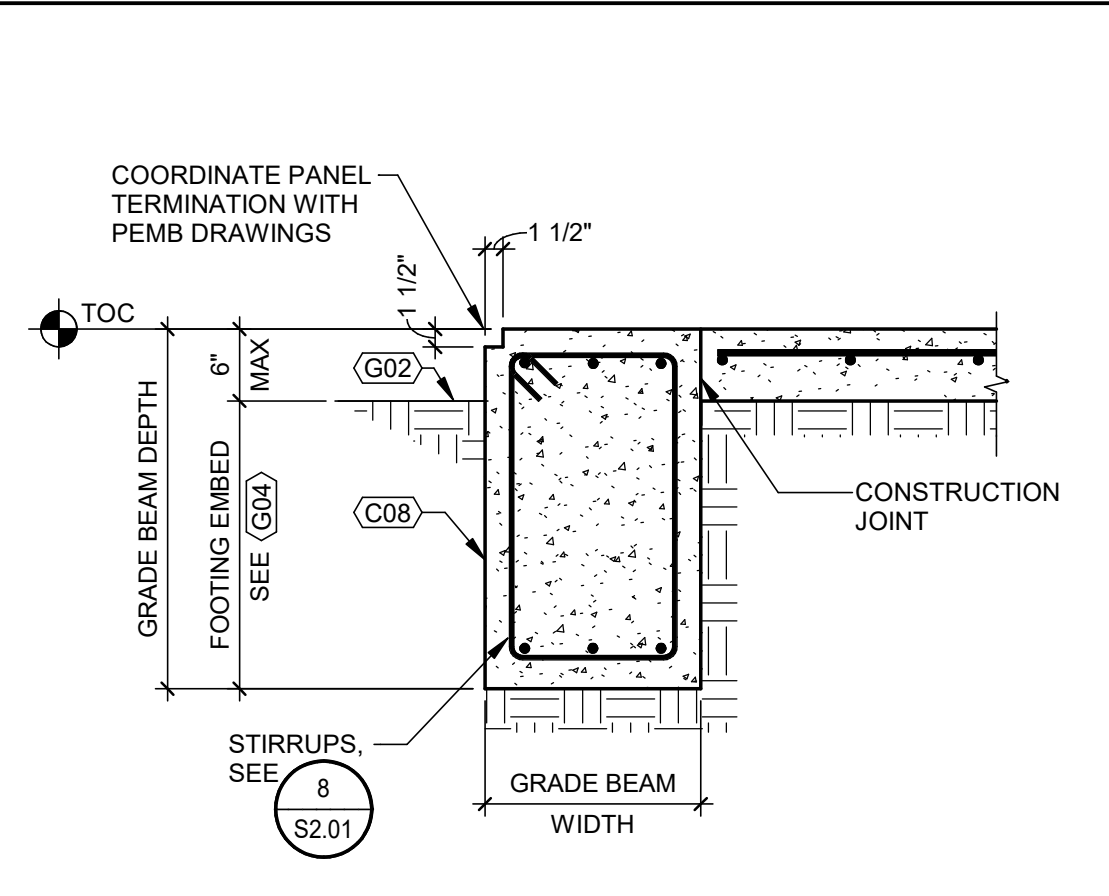 COORDINATE PANEL
TERMINATION WITH
PEMB DRAWINGS
1 1/2"
1 1/2"
TOC
6"
MAX
G02
GRADE BEAM DEPTH
FOOTING EMBED
SEE G04
C08
CONSTRUCTION
JOINT
STIRRUPS,
SEE
8
S2.01
GRADE BEAM
WIDTH